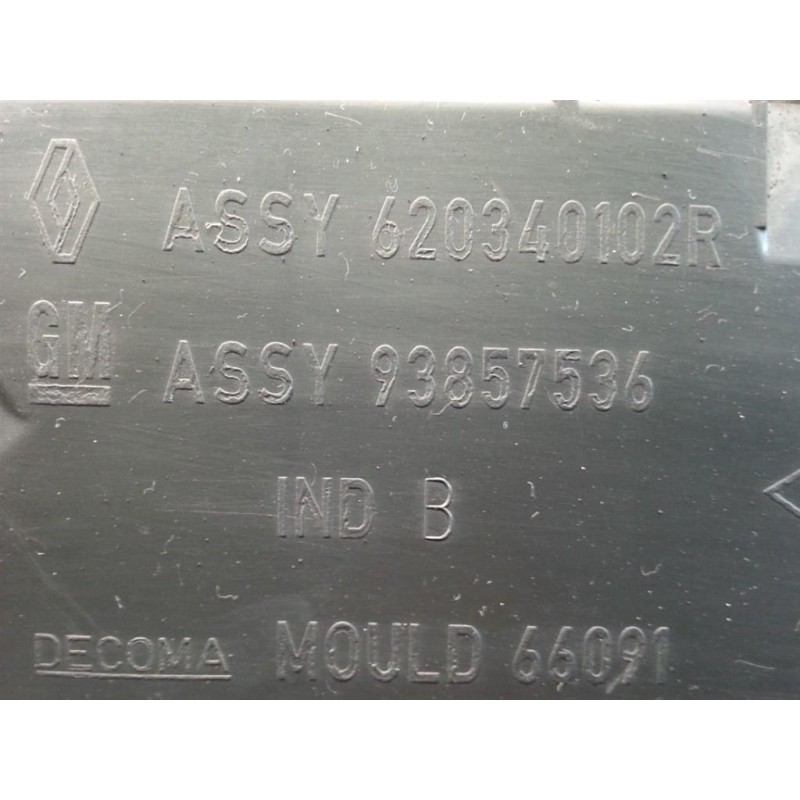 ASSY 620340102R
GM ASSY 93857536
IND B
DECOMA MOULD 66091